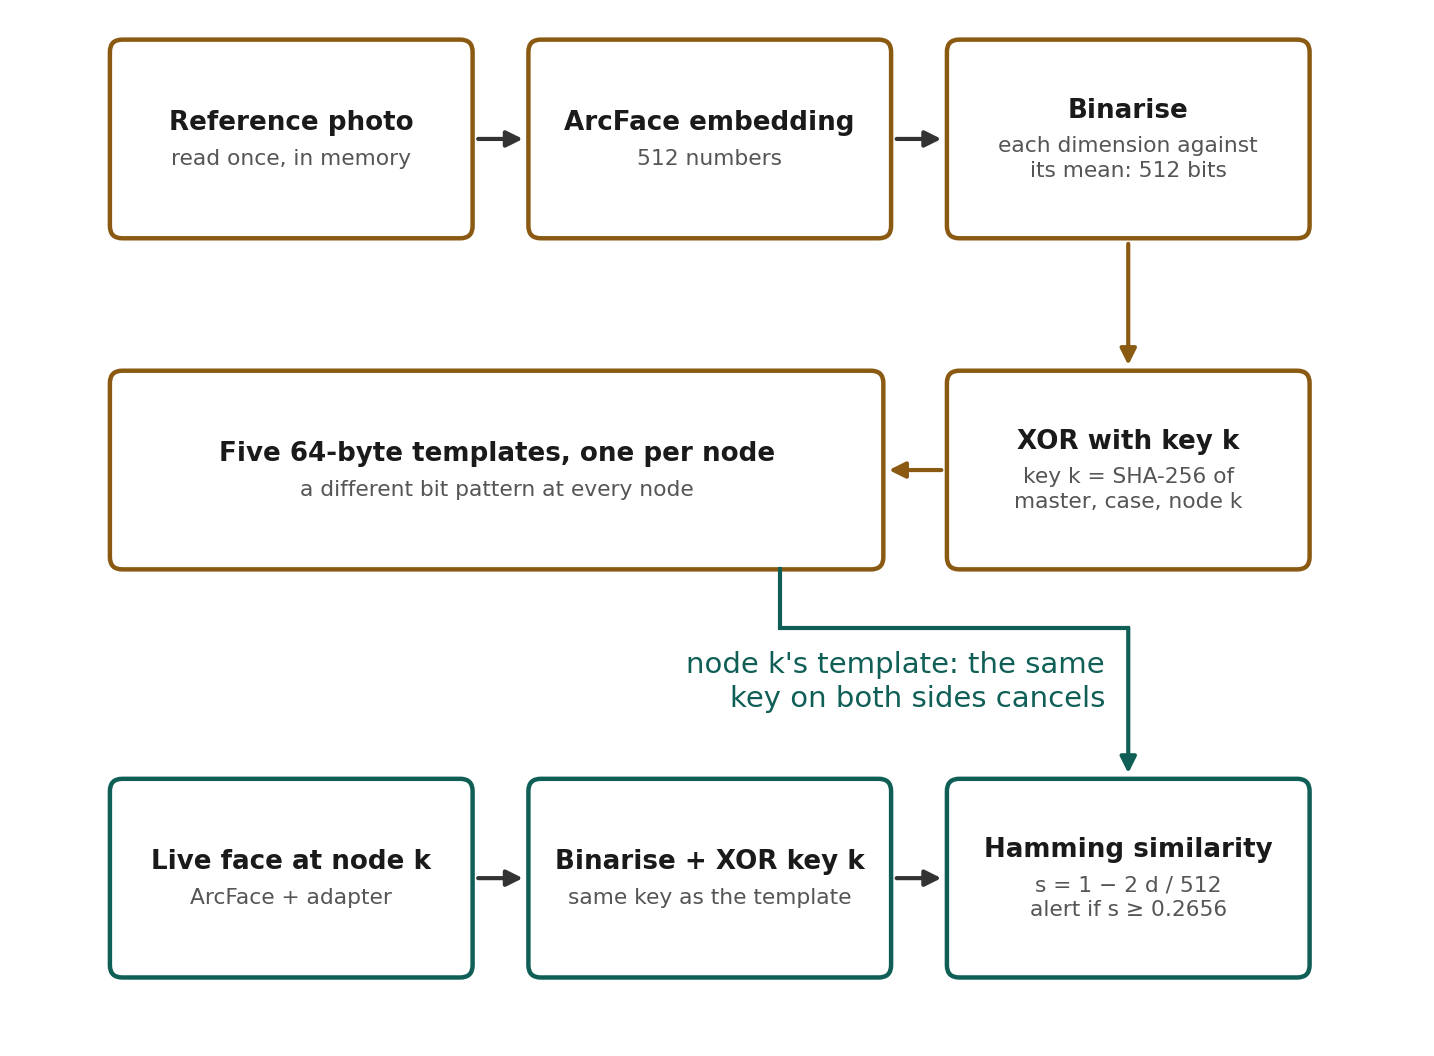 Reference photo
read once, in memory
ArcFace embedding
512 numbers
Binarise
each dimension against
its mean: 512 bits
Five 64-byte templates, one per node
a different bit pattern at every node
XOR with key k
key k = SHA-256 of
master, case, node k
node k's template: the same
key on both sides cancels
Live face at node k
ArcFace + adapter
Binarise + XOR key k
same key as the template
Hamming similarity
s = 1 − 2 d / 512
alert if s ≥ 0.2656